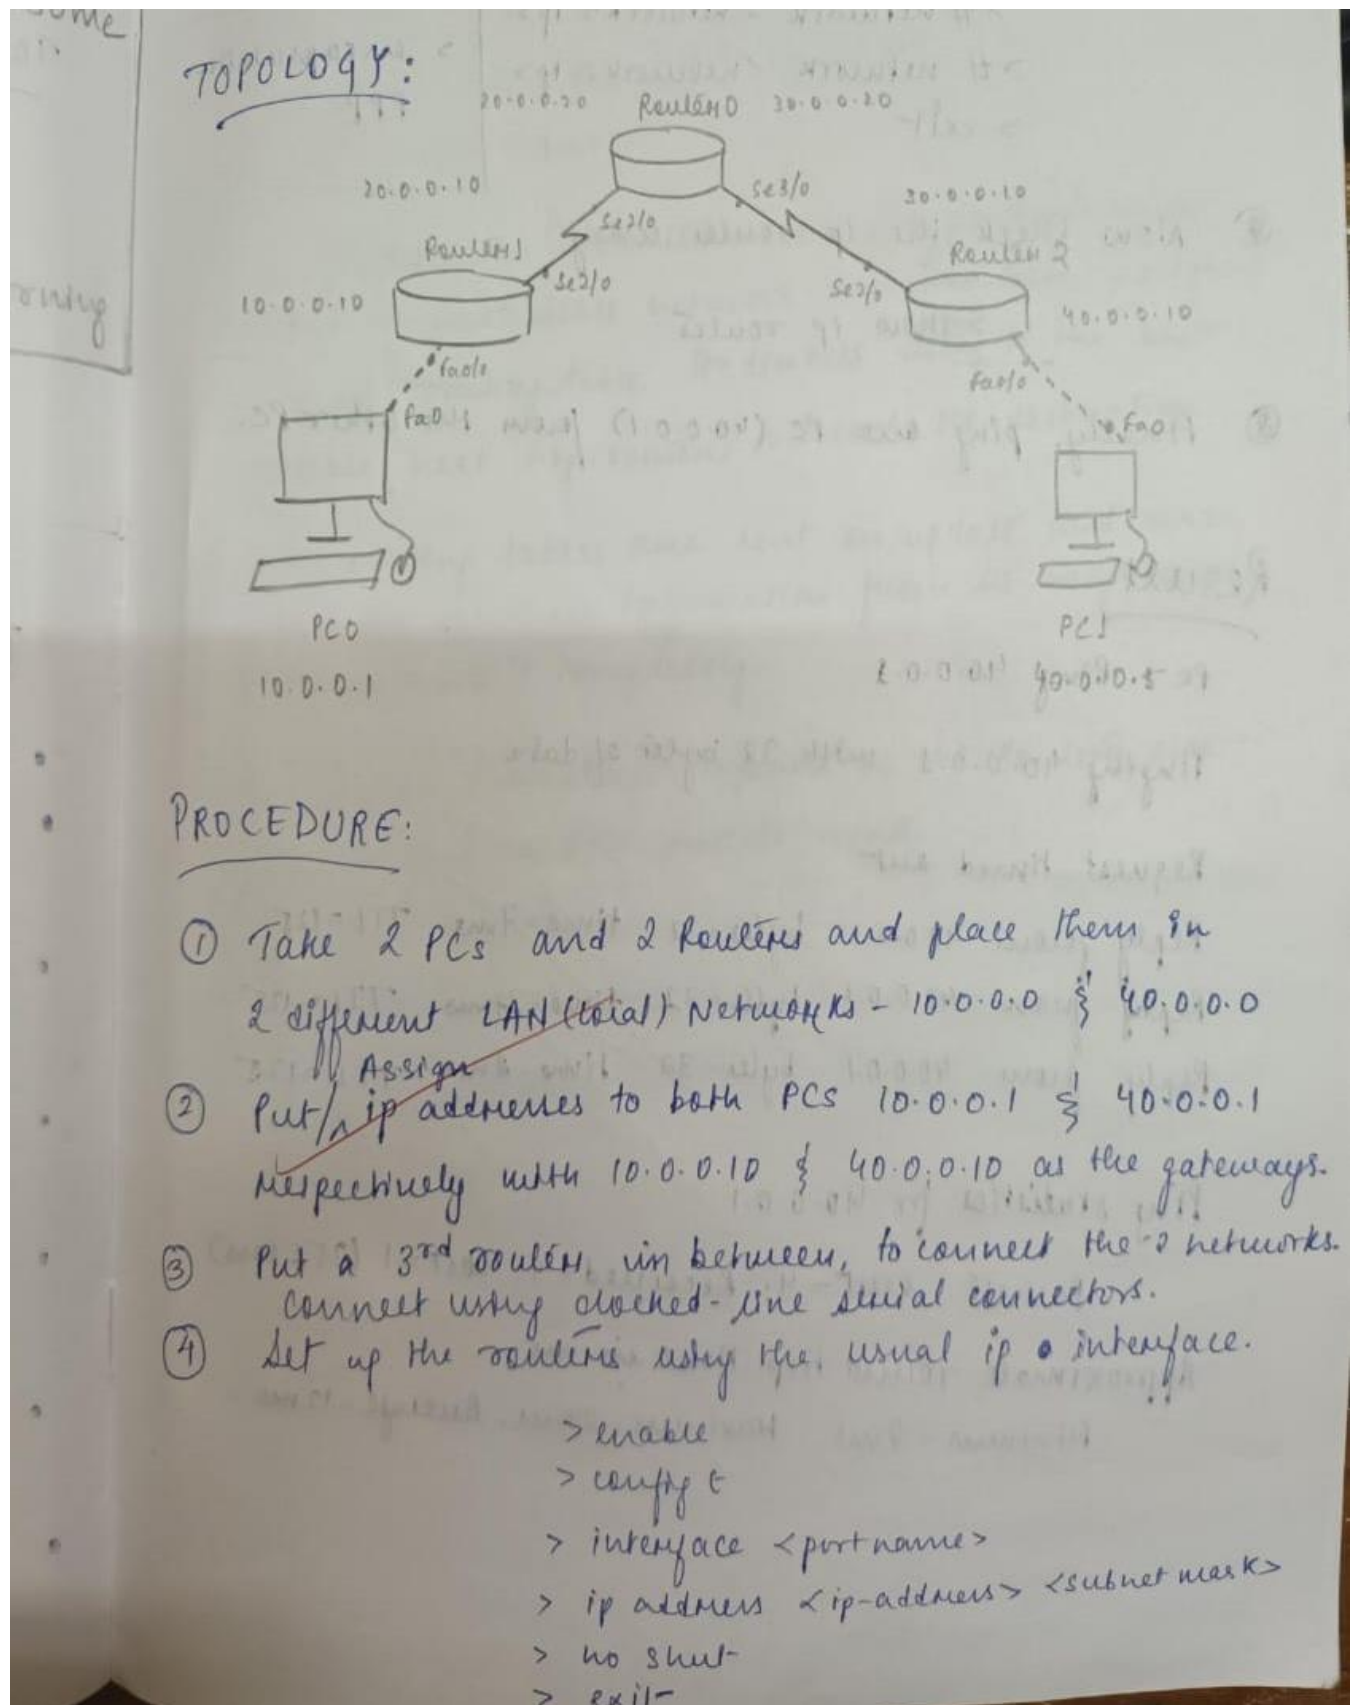 ome
TOPOLOGY:
20.0.0.20 Router0 30.0.0.20
20.0.0.10 Se2/0 Se3/0 30.0.0.10
Router1 Se2/0 Se2/0 Router 2
10.0.0.10 40.0.0.10
fa0/0 fa0/0
fa0 fa0
rning
PC0 PC1
10.0.0.1
PROCEDURE:
① Take 2 PCs and 2 Routers and place them in
2 different LAN (local) Networks - 10.0.0.0 & 40.0.0.0
Assign
② Put/^ ip addresses to both PCs 10.0.0.1 & 40.0.0.1
respectively with 10.0.0.10 & 40.0.0.10 as the gateways.
③ Put a 3rd router, in between, to connect the 2 networks.
connect using clocked-line serial connectors.
④ Set up the routers using the usual ip interface.
> enable
> config t
> interface <portname>
> ip address <ip-address> <subnet mask>
> no shut
> exit